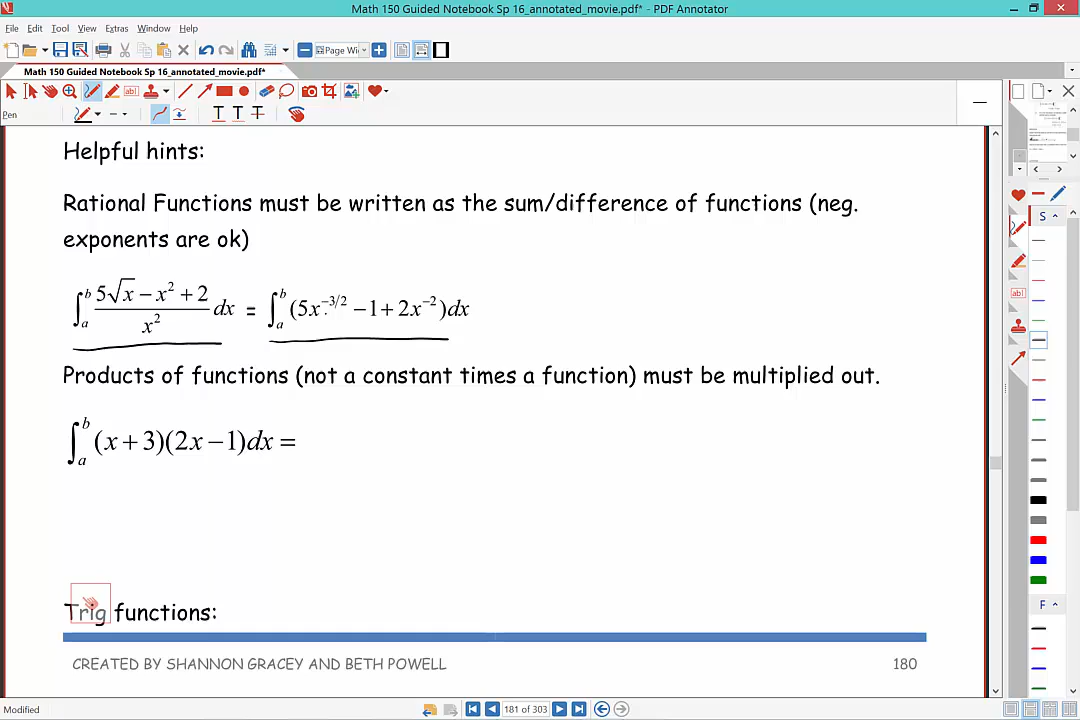 Math 150 Guided Notebook Sp 16_annotated_movie.pdf* - PDF Annotator
File Edit Tool View Extras Window Help
Page Wi
Math 150 Guided Notebook Sp 16_annotated_movie.pdf*
Pen
Helpful hints:
Rational Functions must be written as the sum/difference of functions (neg.
exponents are ok)
∫_a^b (5√x − x² + 2)/x² dx = ∫_a^b (5x^(−3/2) − 1 + 2x^(−2))dx
Products of functions (not a constant times a function) must be multiplied out.
∫_a^b (x + 3)(2x − 1)dx =
Trig functions:
CREATED BY SHANNON GRACEY AND BETH POWELL 180
S
F
Modified 181 of 303